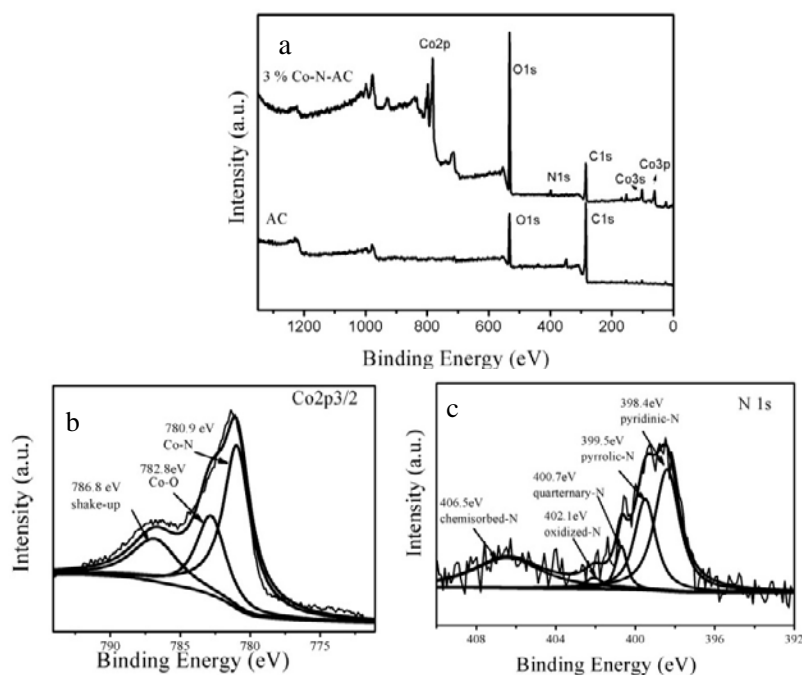 a
Co2p
3 % Co-N-AC
O1s
N1s
C1s
Co3s
Co3p
AC
O1s
C1s
Intensity (a.u.)
1200 1000 800 600 400 200 0
Binding Energy (eV)
b
Co2p3/2
780.9 eV
Co-N
782.8eV
Co-O
786.8 eV
shake-up
Intensity (a.u.)
790 785 780 775
Binding Energy (eV)
c
N 1s
398.4eV
pyridinic-N
399.5eV
pyrrolic-N
400.7eV
quarternary-N
402.1eV
oxidized-N
406.5eV
chemisorbed-N
Intensity (a.u.)
408 404 400 396 392
Binding Energy (eV)